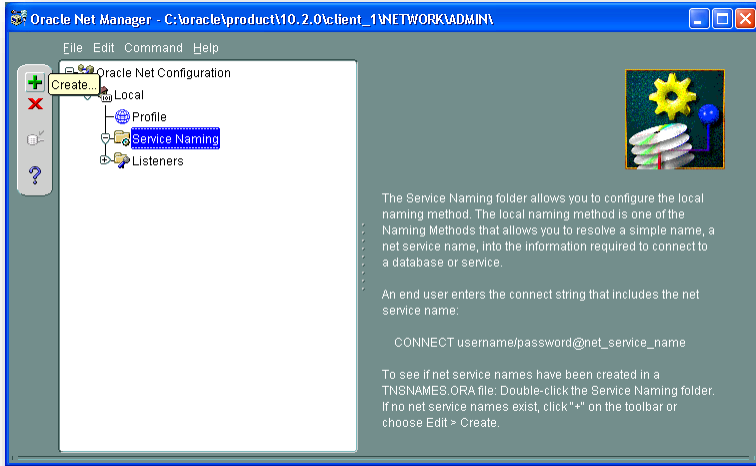 Oracle Net Manager - C:\oracle\product\10.2.0\client_1\NETWORK\ADMIN\
File Edit Command Help
Oracle Net Configuration
Create...
Local
Profile
Service Naming
Listeners
The Service Naming folder allows you to configure the local
naming method. The local naming method is one of the
Naming Methods that allows you to resolve a simple name, a
net service name, into the information required to connect to
a database or service.
An end user enters the connect string that includes the net
service name:
CONNECT username/password@net_service_name
To see if net service names have been created in a
TNSNAMES.ORA file: Double-click the Service Naming folder.
If no net service names exist, click "+" on the toolbar or
choose Edit > Create.